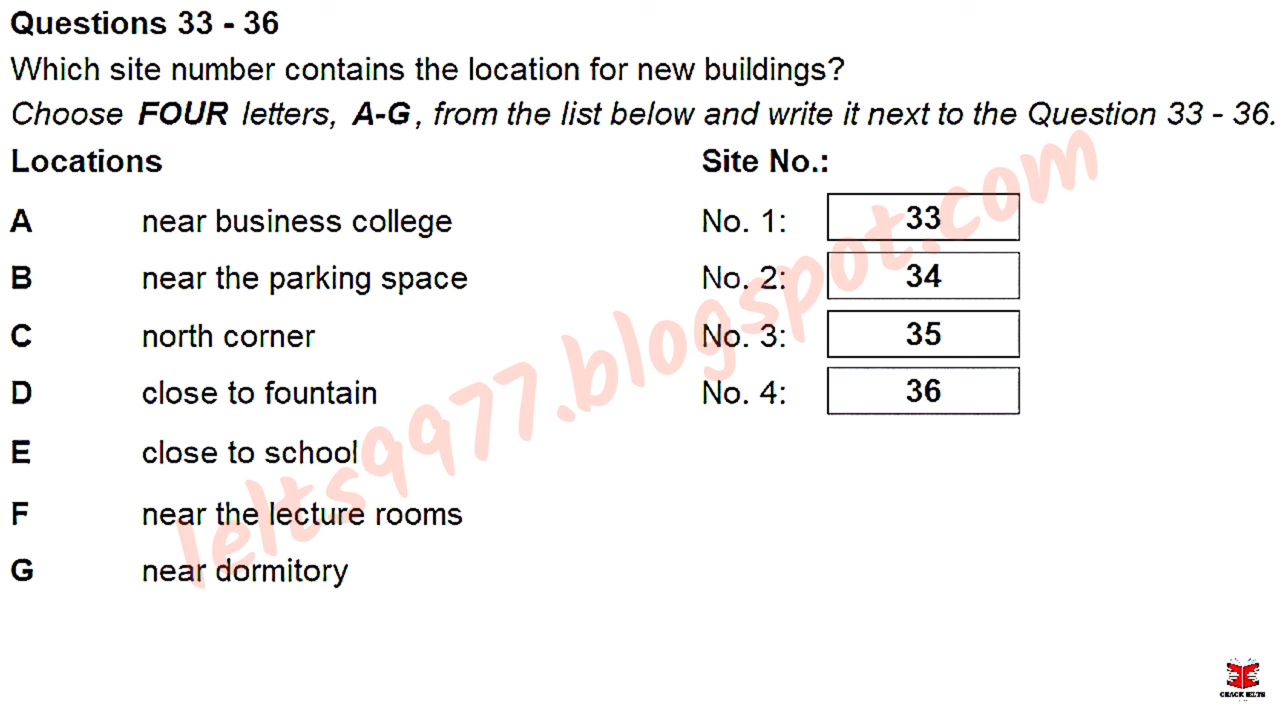 Questions 33 - 36
Which site number contains the location for new buildings?
Choose FOUR letters, A-G, from the list below and write it next to the Question 33 - 36.
Locations Site No.:
A near business college No. 1: 33
B near the parking space No. 2: 34
C north corner No. 3: 35
D close to fountain No. 4: 36
E close to school
F near the lecture rooms
G near dormitory
Ielts9977.blogspot.com
CRACK IELTS